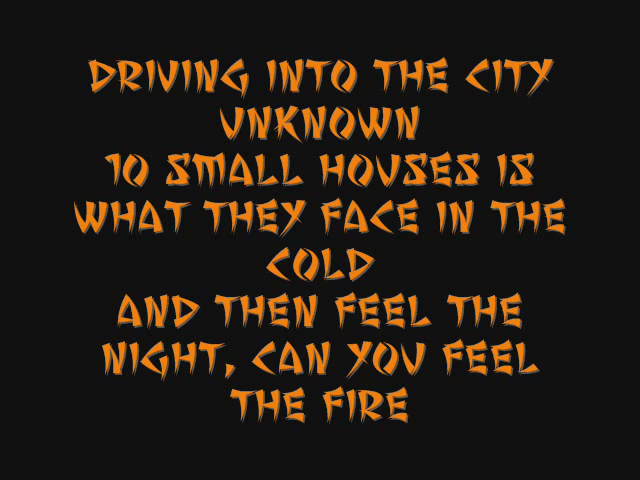 DRIVING INTO THE CITY
UNKNOWN
10 SMALL HOUSES IS
WHAT THEY FACE IN THE
COLD
AND THEN FEEL THE
NIGHT, CAN YOU FEEL
THE FIRE